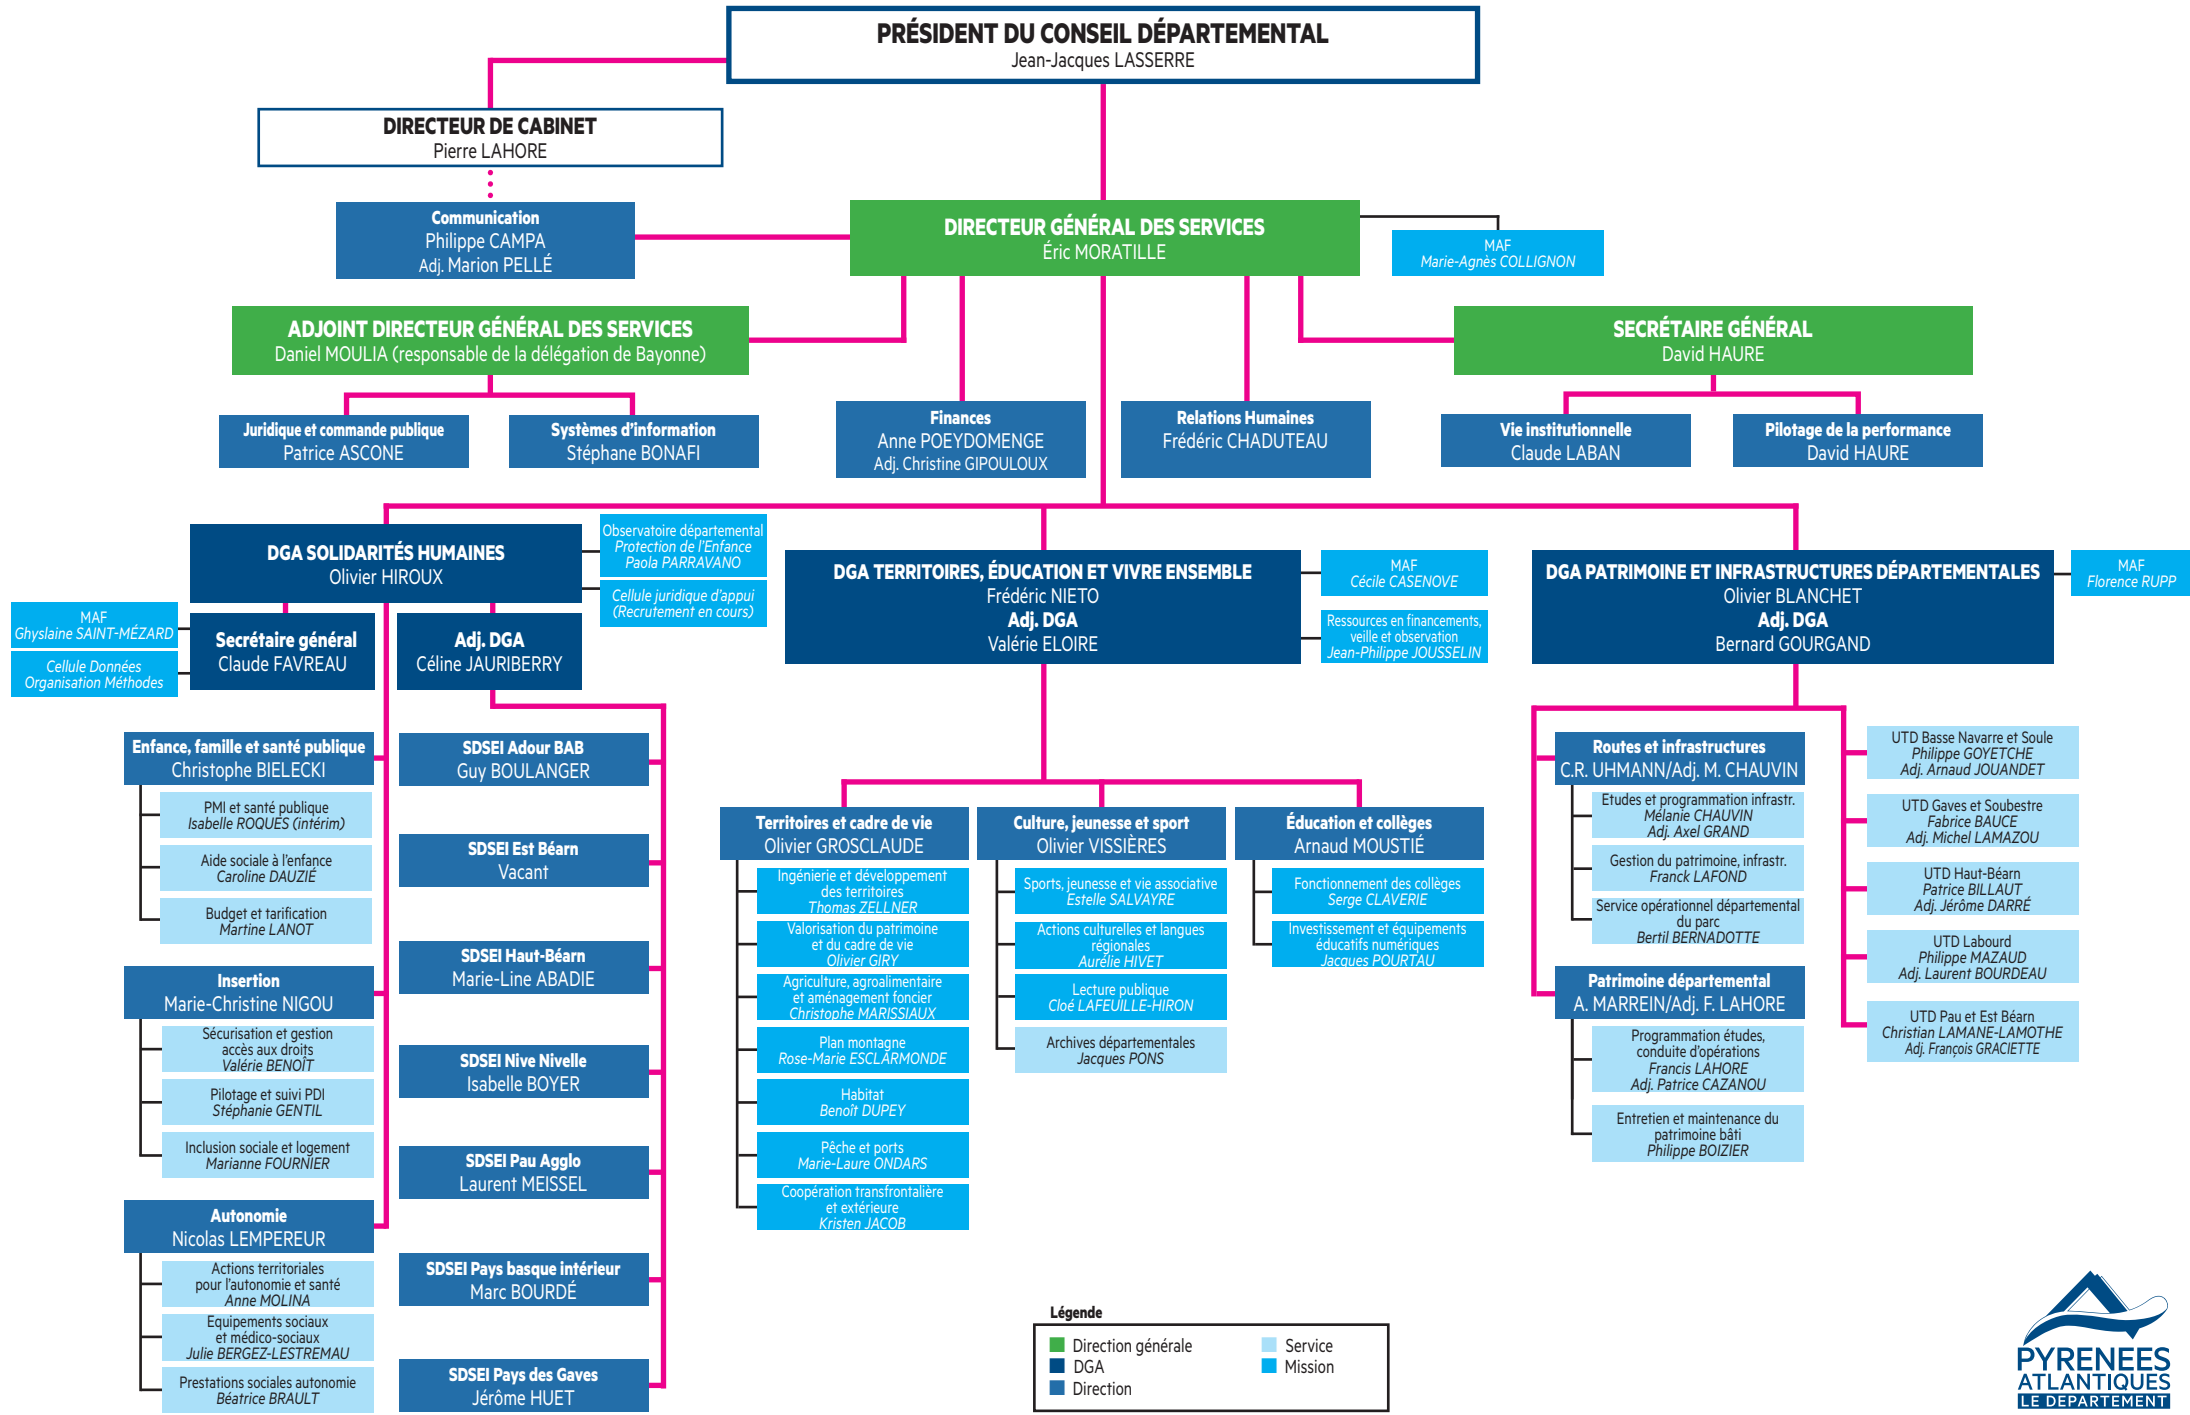 PRÉSIDENT DU CONSEIL DÉPARTEMENTAL
Jean-Jacques LASSERRE
DIRECTEUR DE CABINET
Pierre LAHORE
Communication
Philippe CAMPA
Adj. Marion PELLÉ
DIRECTEUR GÉNÉRAL DES SERVICES
Éric MORATILLE
MAF
Marie-Agnès COLLIGNON
ADJOINT DIRECTEUR GÉNÉRAL DES SERVICES
Daniel MOULIA (responsable de la délégation de Bayonne)
SECRÉTAIRE GÉNÉRAL
David HAURE
Juridique et commande publique
Patrice ASCONE
Systèmes d'information
Stéphane BONAFI
Finances
Anne POEYDOMENGE
Adj. Christine GIPOULOUX
Relations Humaines
Frédéric CHADUTEAU
Vie institutionnelle
Claude LABAN
Pilotage de la performance
David HAURE
DGA SOLIDARITÉS HUMAINES
Olivier HIROUX
Observatoire départemental
Protection de l'Enfance
Paola PARRAVANO
Cellule juridique d'appui
(Recrutement en cours)
MAF
Ghyslaine SAINT-MÉZARD
Cellule Données
Organisation Méthodes
Secrétaire général
Claude FAVREAU
Adj. DGA
Céline JAURIBERRY
DGA TERRITOIRES, ÉDUCATION ET VIVRE ENSEMBLE
Frédéric NIETO
Adj. DGA
Valérie ELOIRE
MAF
Cécile CASENOVE
Ressources en financements,
veille et observation
Jean-Philippe JOUSSELIN
DGA PATRIMOINE ET INFRASTRUCTURES DÉPARTEMENTALES
Olivier BLANCHET
Adj. DGA
Bernard GOURGAND
MAF
Florence RUPP
Enfance, famille et santé publique
Christophe BIELECKI
PMI et santé publique
Isabelle ROQUES (intérim)
Aide sociale à l'enfance
Caroline DAUZIÉ
Budget et tarification
Martine LANOT
Insertion
Marie-Christine NIGOU
Sécurisation et gestion
accès aux droits
Valérie BENOÎT
Pilotage et suivi PDI
Stéphanie GENTIL
Inclusion sociale et logement
Marianne FOURNIER
Autonomie
Nicolas LEMPEREUR
Actions territoriales
pour l'autonomie et santé
Anne MOLINA
Equipements sociaux
et médico-sociaux
Julie BERGEZ-LESTREMAU
Prestations sociales autonomie
Béatrice BRAULT
SDSEI Adour BAB
Guy BOULANGER
SDSEI Est Béarn
Vacant
SDSEI Haut-Béarn
Marie-Line ABADIE
SDSEI Nive Nivelle
Isabelle BOYER
SDSEI Pau Agglo
Laurent MEISSEL
SDSEI Pays basque intérieur
Marc BOURDÉ
SDSEI Pays des Gaves
Jérôme HUET
Territoires et cadre de vie
Olivier GROSCLAUDE
Ingénierie et développement
des territoires
Thomas ZELLNER
Valorisation du patrimoine
et du cadre de vie
Olivier GIRY
Agriculture, agroalimentaire
et aménagement foncier
Christophe MARISSIAUX
Plan montagne
Rose-Marie ESCLARMONDE
Habitat
Benoît DUPEY
Pêche et ports
Marie-Laure ONDARS
Coopération transfrontalière
et extérieure
Kristen JACOB
Culture, jeunesse et sport
Olivier VISSIÈRES
Sports, jeunesse et vie associative
Estelle SALVAYRE
Actions culturelles et langues
régionales
Aurélie HIVET
Lecture publique
Cloé LAFEUILLE-HIRON
Archives départementales
Jacques PONS
Éducation et collèges
Arnaud MOUSTIÉ
Fonctionnement des collèges
Serge CLAVERIE
Investissement et équipements
éducatifs numériques
Jacques POURTAU
Routes et infrastructures
C.R. UHMANN/Adj. M. CHAUVIN
Etudes et programmation infrastr.
Mélanie CHAUVIN
Adj. Axel GRAND
Gestion du patrimoine, infrastr.
Franck LAFOND
Service opérationnel départemental
du parc
Bertil BERNADOTTE
Patrimoine départemental
A. MARREIN/Adj. F. LAHORE
Programmation études,
conduite d'opérations
Francis LAHORE
Adj. Patrice CAZANOU
Entretien et maintenance du
patrimoine bâti
Philippe BOIZIER
UTD Basse Navarre et Soule
Philippe GOYETCHE
Adj. Arnaud JOUANDET
UTD Gaves et Soubestre
Fabrice BAUCE
Adj. Michel LAMAZOU
UTD Haut-Béarn
Patrice BILLAUT
Adj. Jérôme DARRÉ
UTD Labourd
Philippe MAZAUD
Adj. Laurent BOURDEAU
UTD Pau et Est Béarn
Christian LAMANE-LAMOTHE
Adj. François GRACIETTE
Légende
Direction générale
DGA
Direction
Service
Mission
PYRENEES
ATLANTIQUES
LE DEPARTEMENT